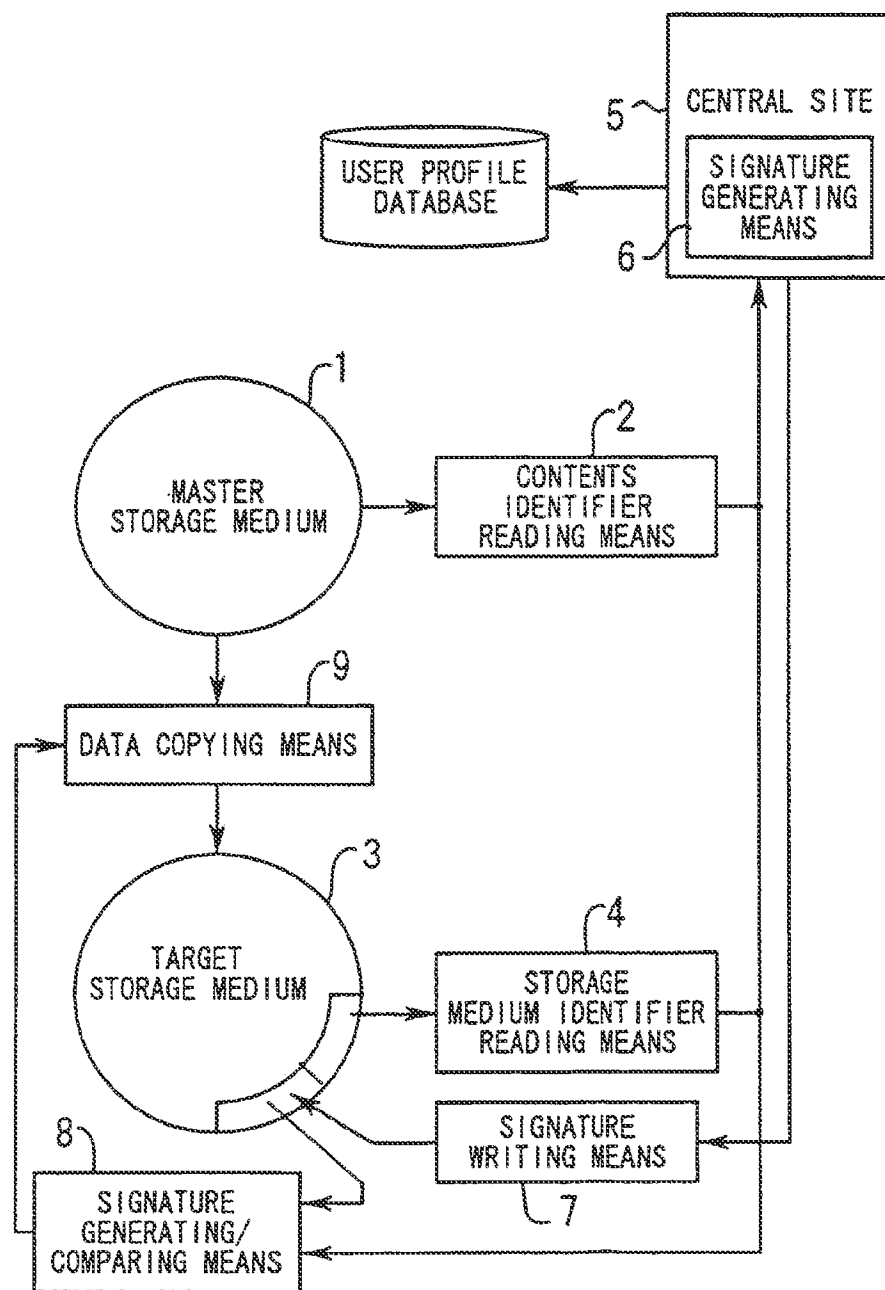 CENTRAL SITE
5
USER PROFILE
DATABASE
SIGNATURE
GENERATING
MEANS
6
1
2
MASTER
STORAGE MEDIUM
CONTENTS
IDENTIFIER
READING MEANS
9
DATA COPYING MEANS
3
4
TARGET
STORAGE MEDIUM
STORAGE
MEDIUM IDENTIFIER
READING MEANS
8
SIGNATURE
WRITING MEANS
7
SIGNATURE
GENERATING/
COMPARING MEANS